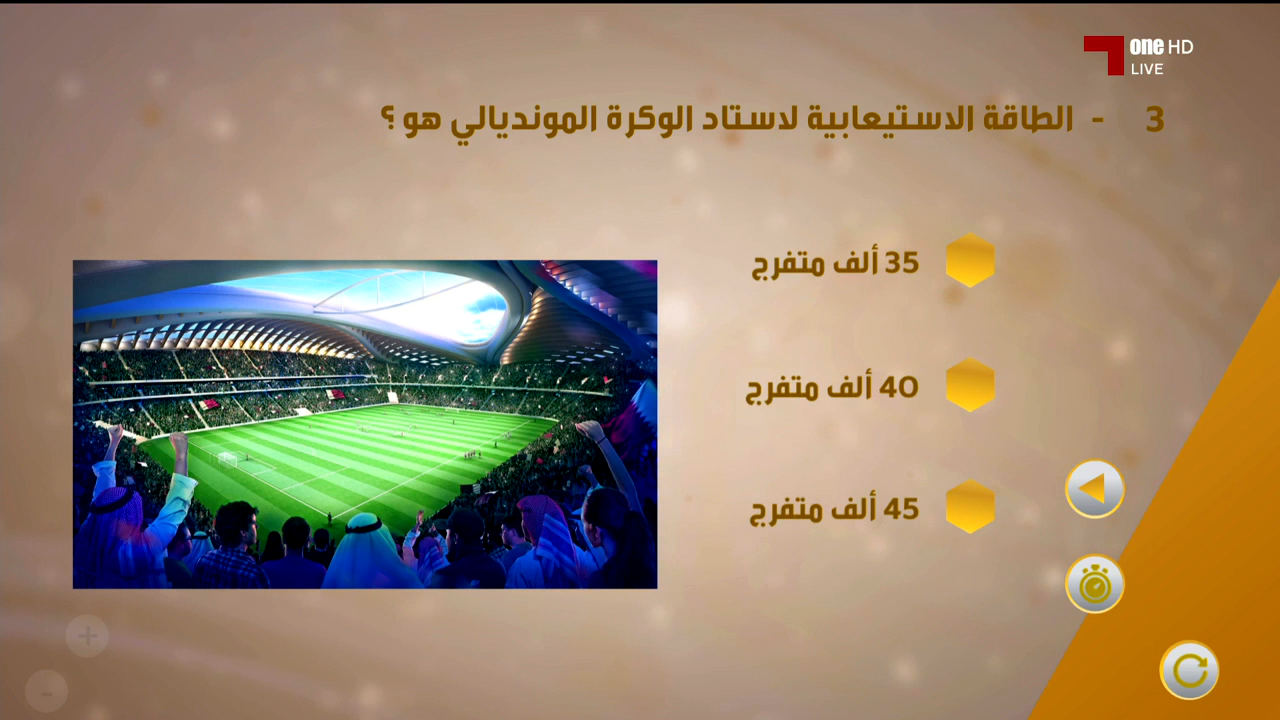 one HD
LIVE
3 - الطاقة الاستيعابية لاستاد الوكرة المونديالي هو ؟
35 ألف متفرج
40 ألف متفرج
45 ألف متفرج